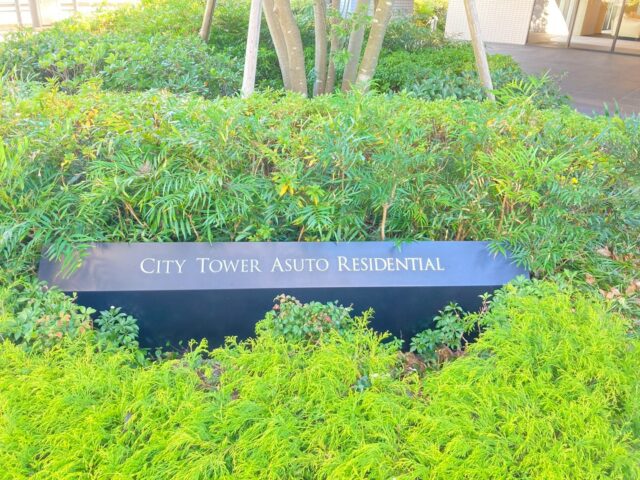 City Tower Asuto Residential